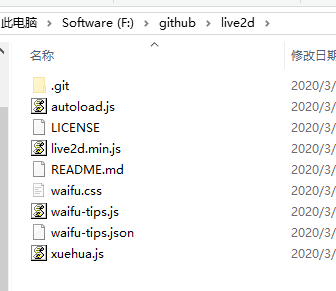 此电脑 > Software (F:) > github > live2d >
名称 修改日期
.git 2020/3/
autoload.js 2020/3/
LICENSE 2020/3/
live2d.min.js 2020/3/
README.md 2020/3/
waifu.css 2020/3/
waifu-tips.js 2020/3/
waifu-tips.json 2020/3/
xuehua.js 2020/3/